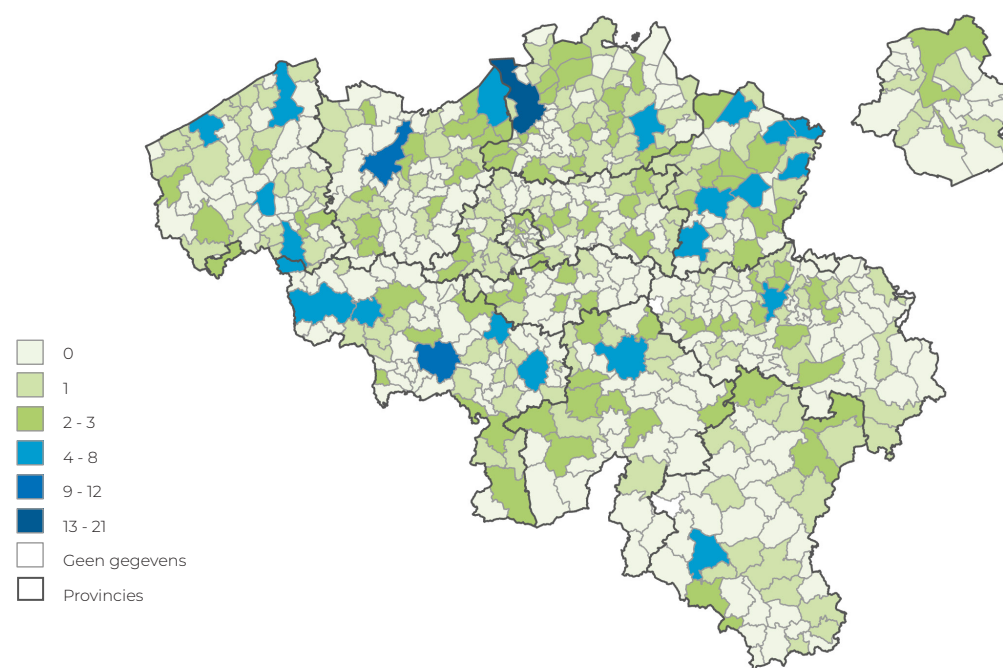 0
1
2 - 3
4 - 8
9 - 12
13 - 21
Geen gegevens
Provincies